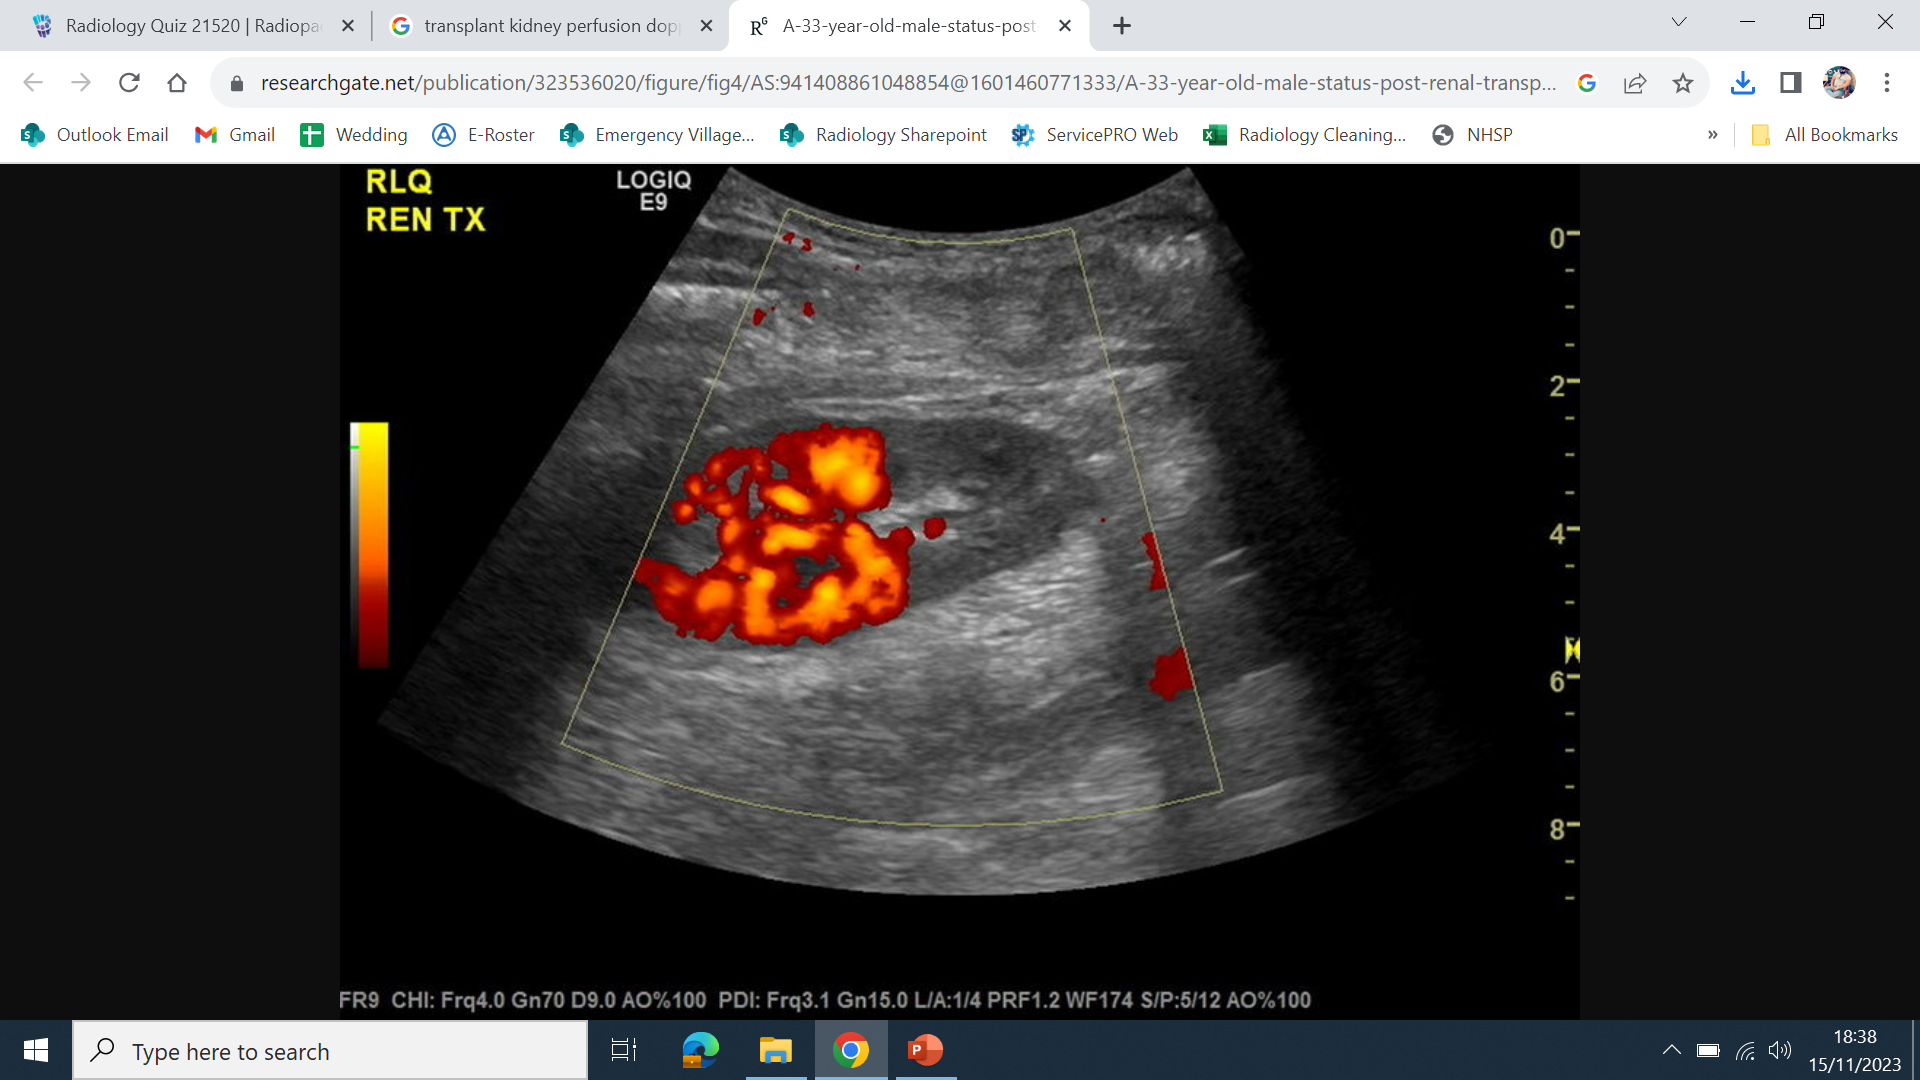 Radiology Quiz 21520 | Radiopa
transplant kidney perfusion dop
A-33-year-old-male-status-post
researchgate.net/publication/323536020/figure/fig4/AS:941408861048854@1601460771333/A-33-year-old-male-status-post-renal-transp...
Outlook Email
Gmail
Wedding
E-Roster
Emergency Village...
Radiology Sharepoint
ServicePRO Web
Radiology Cleaning...
NHSP
»
All Bookmarks
RLQ
REN TX
LOGIQ
E9
0
2
4
6
8
FR9 CHI: Frq4.0 Gn70 D9.0 AO%100 PDI: Frq3.1 Gn15.0 L/A:1/4 PRF1.2 WF174 S/P:5/12 AO%100
Type here to search
18:38
15/11/2023